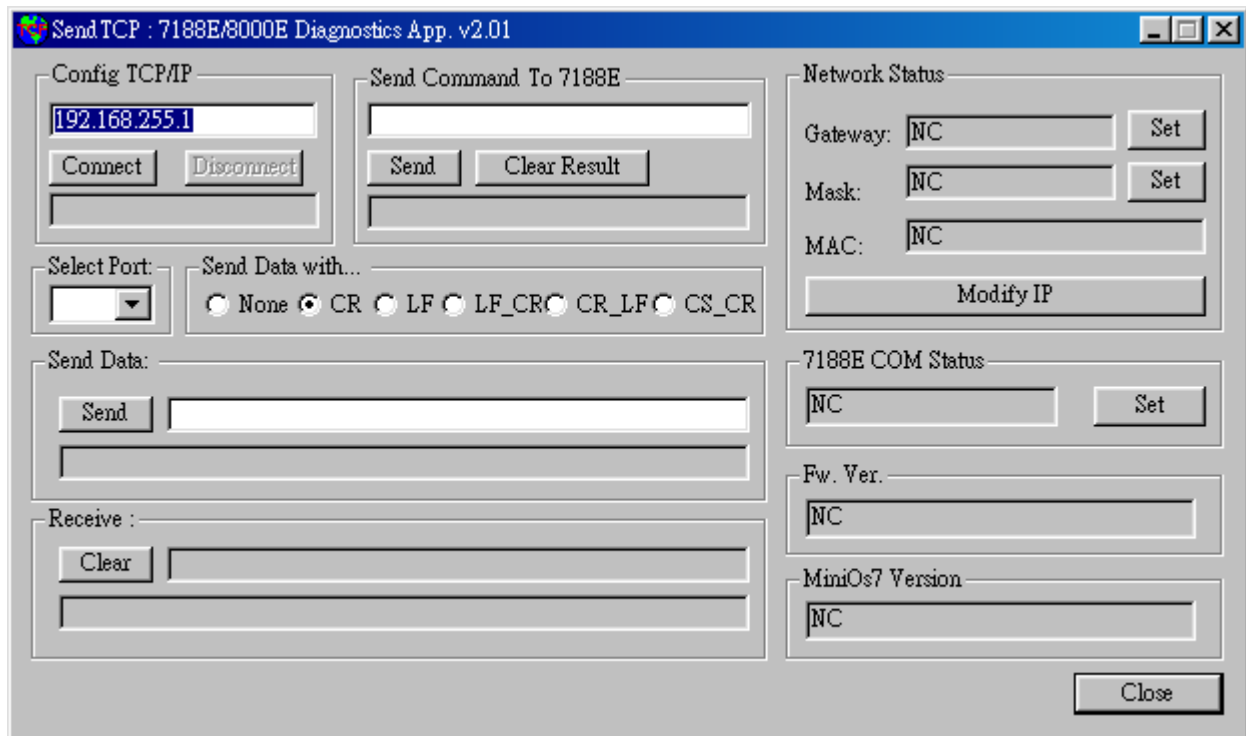 SendTCP : 7188E/8000E Diagnostics App. v2.01
Config TCP/IP
192.168.255.1
Connect
Disconnect
Send Command To 7188E
Send
Clear Result
Network Status
Gateway:
NC
Set
Mask:
NC
Set
MAC:
NC
Modify IP
Select Port:
Send Data with...
None
CR
LF
LF_CR
CR_LF
CS_CR
Send Data:
Send
Receive :
Clear
7188E COM Status
NC
Set
Fw. Ver.
NC
MiniOs7 Version
NC
Close